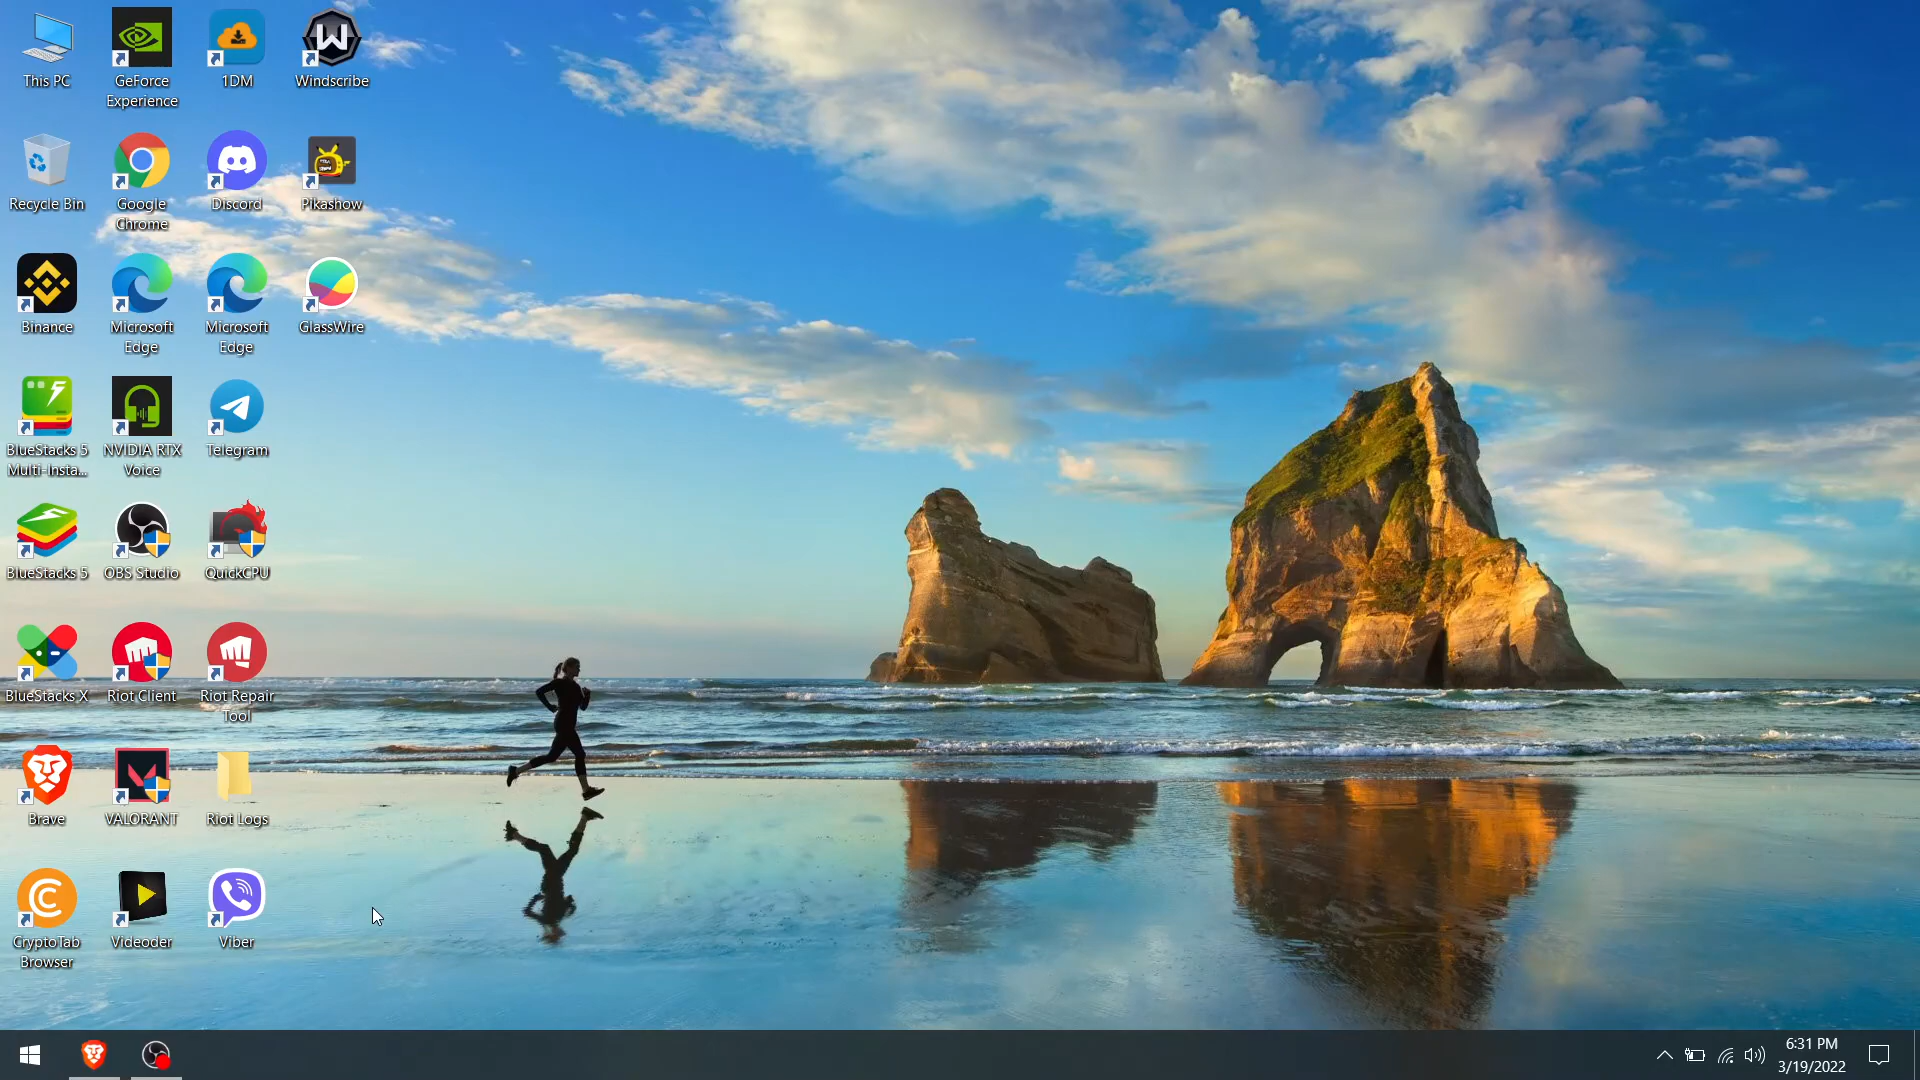 This PC
GeForce
Experience
1DM
Windscribe
Recycle Bin
Google
Chrome
Discord
Pikashow
Binance
Microsoft
Edge
Microsoft
Edge
GlassWire
BlueStacks 5
Multi-Insta...
NVIDIA RTX
Voice
Telegram
BlueStacks 5
OBS Studio
QuickCPU
BlueStacks X
Riot Client
Riot Repair
Tool
Brave
VALORANT
Riot Logs
CryptoTab
Browser
Videoder
Viber
6:31 PM
3/19/2022